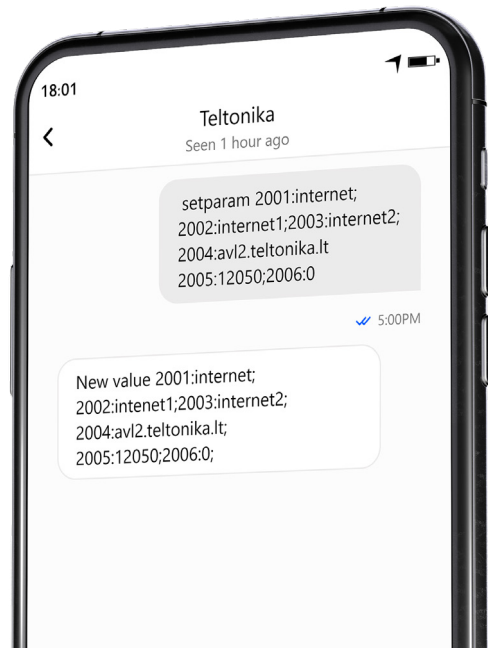 18:01
Teltonika
Seen 1 hour ago
setparam 2001:internet;
2002:internet1;2003:internet2;
2004:avl2.teltonika.lt
2005:12050;2006:0
5:00PM
New value 2001:internet;
2002:intenet1;2003:internet2;
2004:avl2.teltonika.lt;
2005:12050;2006:0;